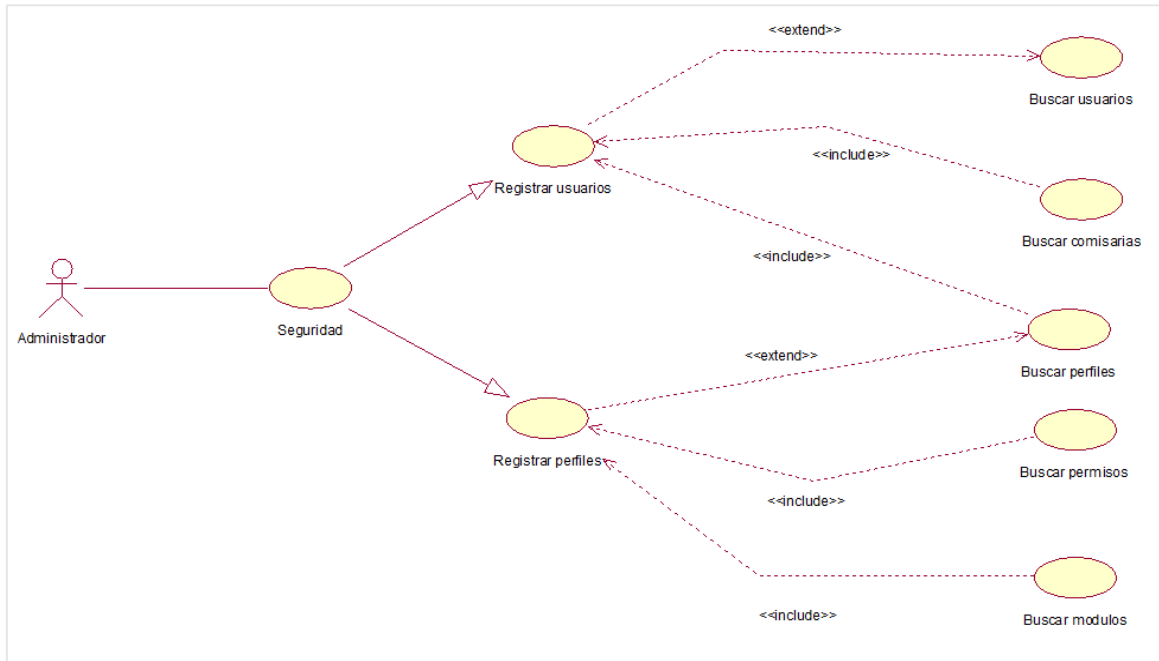 <<extend>>
Buscar usuarios
<<include>>
Registrar usuarios
Buscar comisarias
<<include>>
Administrador
Seguridad
<<extend>>
Buscar perfiles
Registrar perfiles
Buscar permisos
<<include>>
<<include>>
Buscar modulos